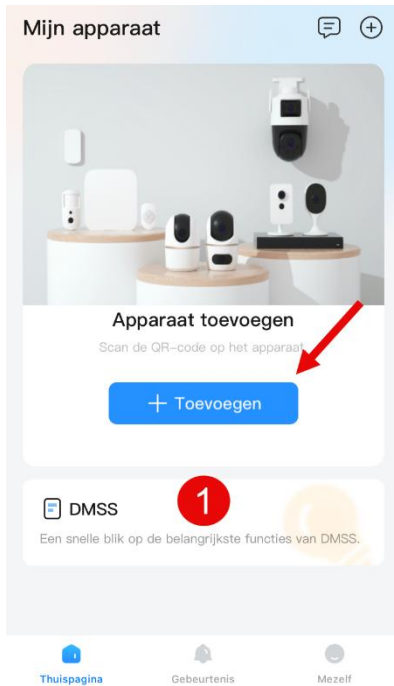 Mijn apparaat
Apparaat toevoegen
Scan de QR-code op het apparaat
+ Toevoegen
DMSS
1
Een snelle blik op de belangrijkste functies van DMSS.
Thuispagina
Gebeurtenis
Mezelf